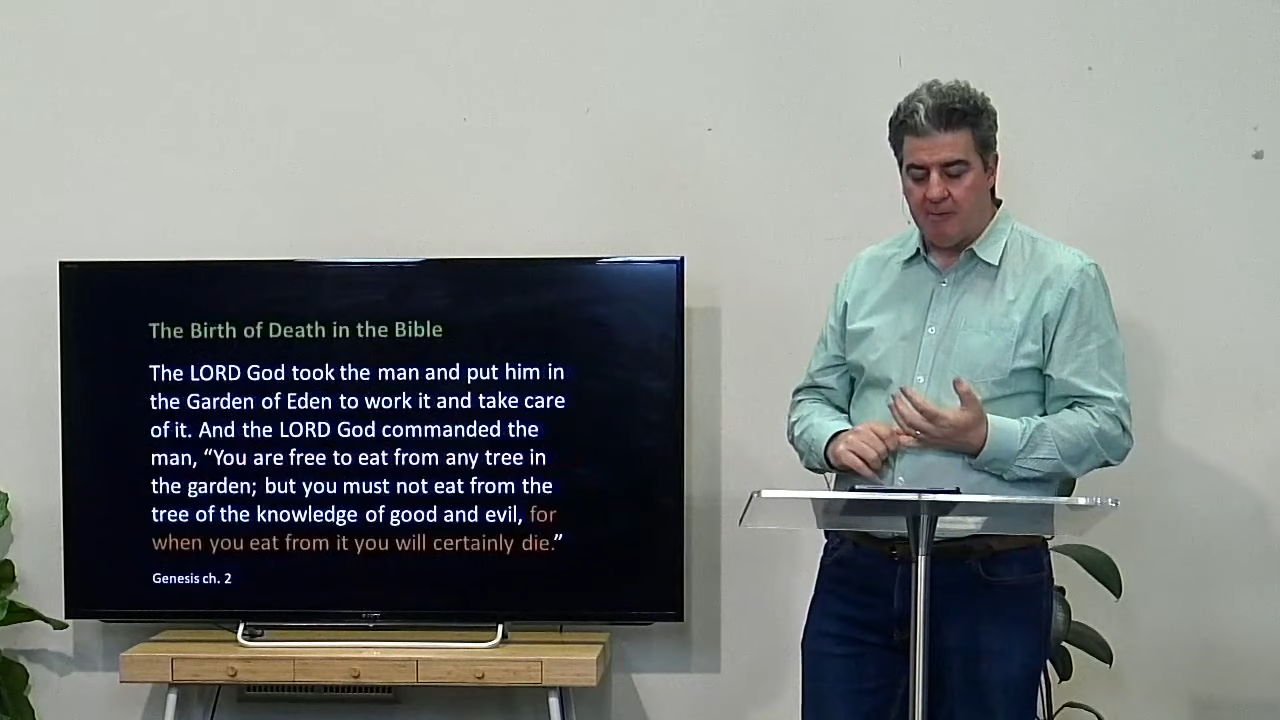 The Birth of Death in the Bible
The LORD God took the man and put him in
the Garden of Eden to work it and take care
of it. And the LORD God commanded the
man, “You are free to eat from any tree in
the garden; but you must not eat from the
tree of the knowledge of good and evil, for
when you eat from it you will certainly die.”
Genesis ch. 2